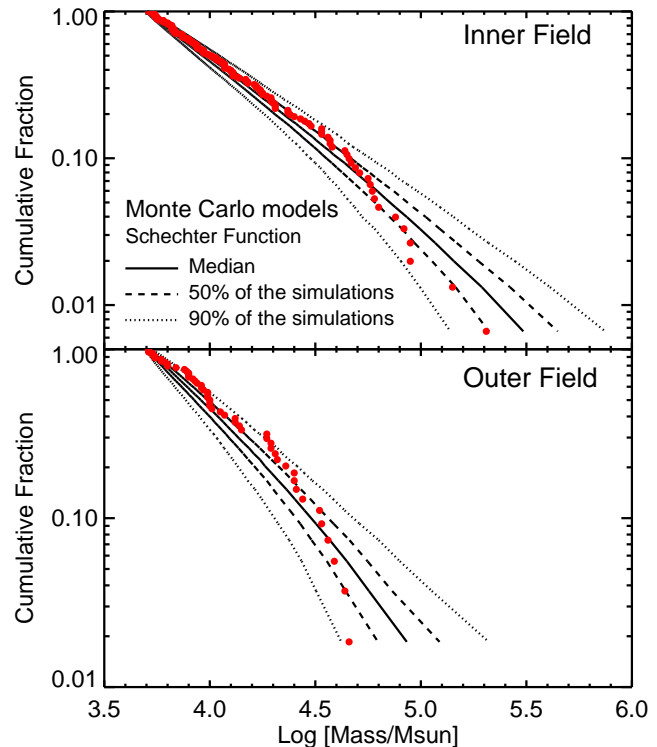 1.00
0.10
0.01
Cumulative Fraction
Inner Field
Monte Carlo models
Schechter Function
Median
50% of the simulations
90% of the simulations
1.00
0.10
0.01
Cumulative Fraction
Outer Field
3.5 4.0 4.5 5.0 5.5 6.0
Log [Mass/Msun]